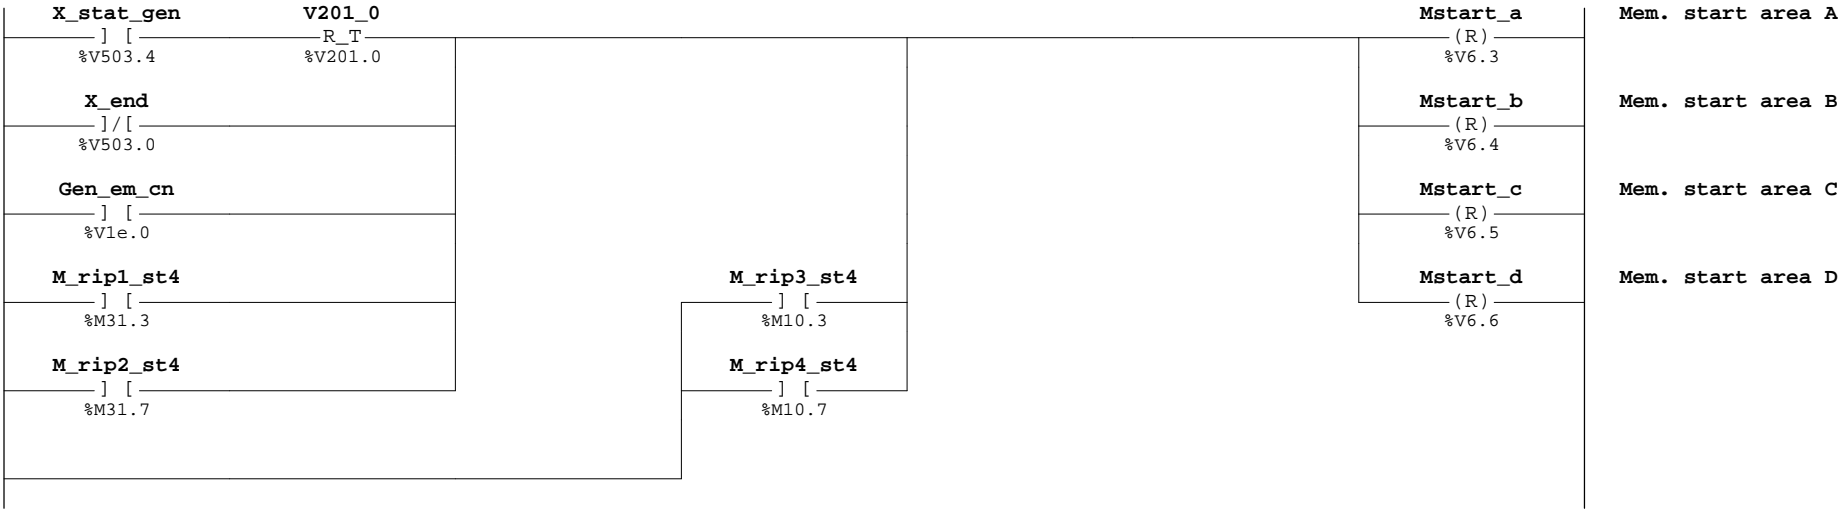 X_stat_gen V201_0 Mstart_a Mem. start area A
] [ R_T (R)
%V503.4 %V201.0 %V6.3
X_end Mstart_b Mem. start area B
]/[ (R)
%V503.0 %V6.4
Gen_em_cn Mstart_c Mem. start area C
] [ (R)
%V1e.0 %V6.5
M_rip1_st4 M_rip3_st4 Mstart_d Mem. start area D
] [ ] [ (R)
%M31.3 %M10.3 %V6.6
M_rip2_st4 M_rip4_st4
] [ ] [
%M31.7 %M10.7